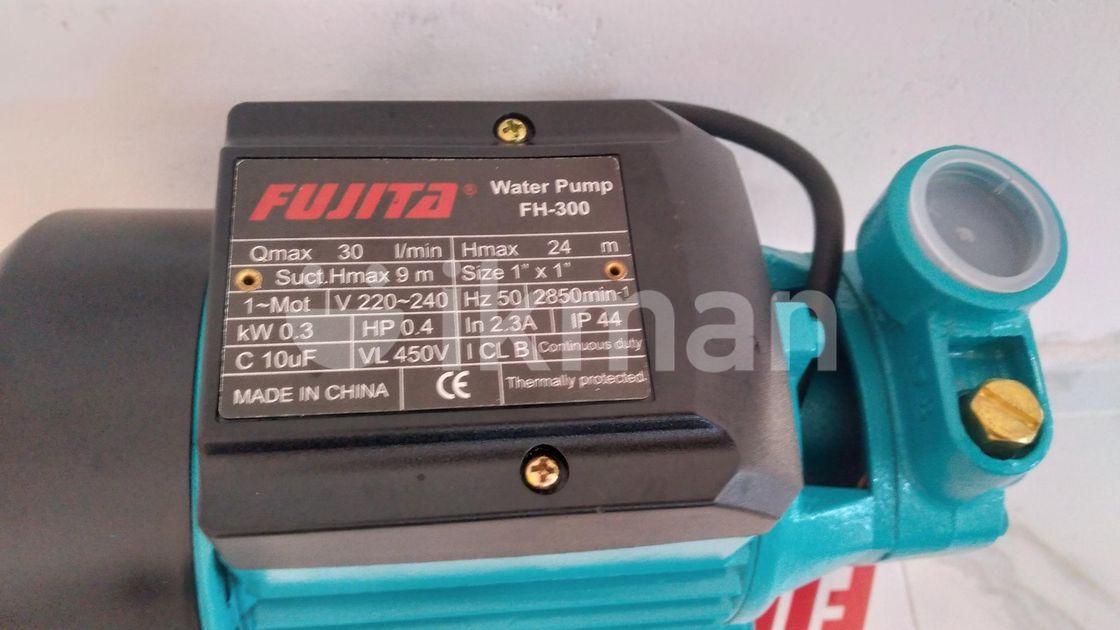 FUJITA ® Water Pump
FH-300
Qmax 30 l/min Hmax 24 m
Suct.Hmax 9 m Size 1" x 1"
1~Mot V 220~240 Hz 50 2850min-1
kW 0.3 HP 0.4 In 2.3A IP 44
C 10uF VL 450V I CL B Continuous duty
MADE IN CHINA CE Thermally protected.
ikman
FU